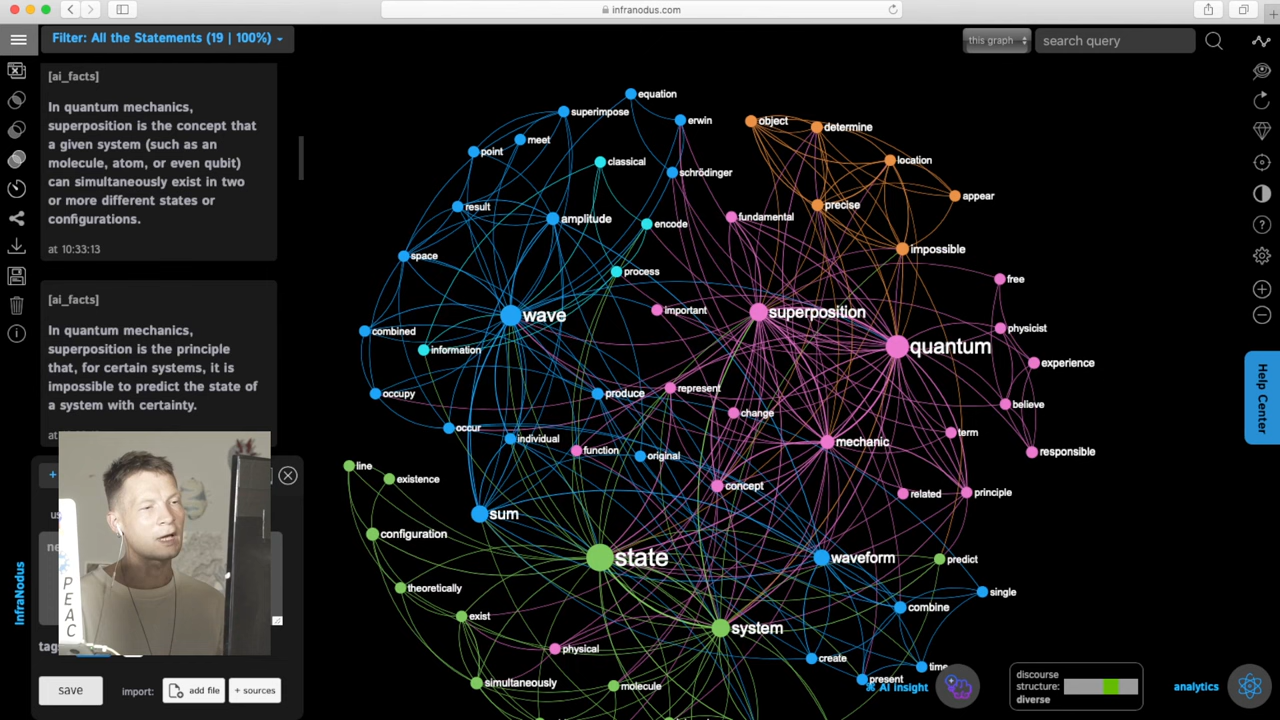 infranodus.com
Filter: All the Statements (19 | 100%)
this graph
search query
[ai_facts]
In quantum mechanics,
superposition is the concept that
a given system (such as an
molecule, atom, or even qubit)
can simultaneously exist in two
or more different states or
configurations.
at 10:33:13
[ai_facts]
In quantum mechanics,
superposition is the principle
that, for certain systems, it is
impossible to predict the state of
a system with certainty.
at
+
us
ne
P
E
A
C
tags
InfraNodus
save
import:
add file
+ sources
equation
superimpose
erwin
object
determine
meet
point
classical
location
schrödinger
appear
result
precise
amplitude
fundamental
encode
impossible
space
process
free
important
superposition
wave
physicist
combined
quantum
information
experience
represent
occupy
produce
believe
change
occur
term
individual
mechanic
function
original
responsible
line
existence
concept
related
principle
sum
configuration
state
waveform
predict
theoretically
single
combine
exist
system
physical
create
time
present
simultaneously
molecule
⌘ AI insight
discourse
structure:
diverse
analytics
Help Center